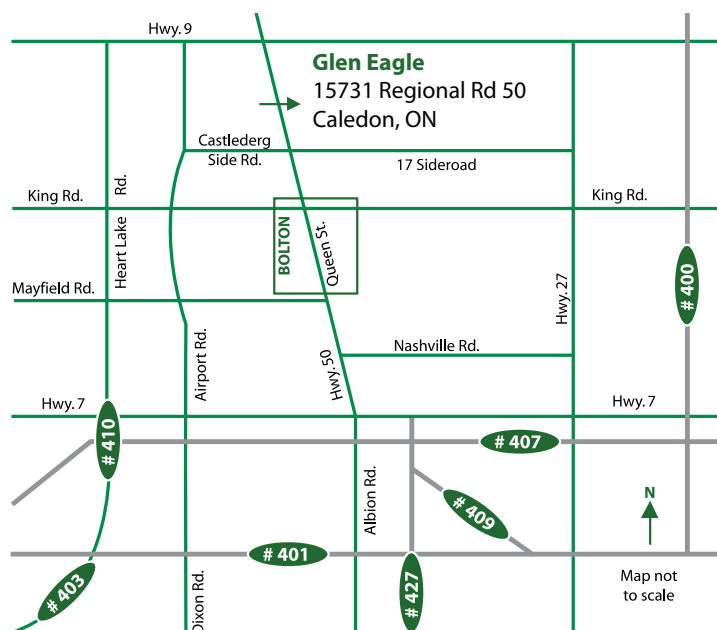 Hwy. 9
Glen Eagle
15731 Regional Rd 50
Caledon, ON
Castlederg
Side Rd.
17 Sideroad
King Rd.
Heart Lake Rd.
King Rd.
BOLTON
Queen St.
# 400
Mayfield Rd.
Hwy. 27
Airport Rd.
Hwy. 50
Nashville Rd.
Hwy. 7
Hwy. 7
# 410
# 407
Albion Rd.
# 409
N
# 401
# 403
Dixon Rd.
# 427
Map not
to scale